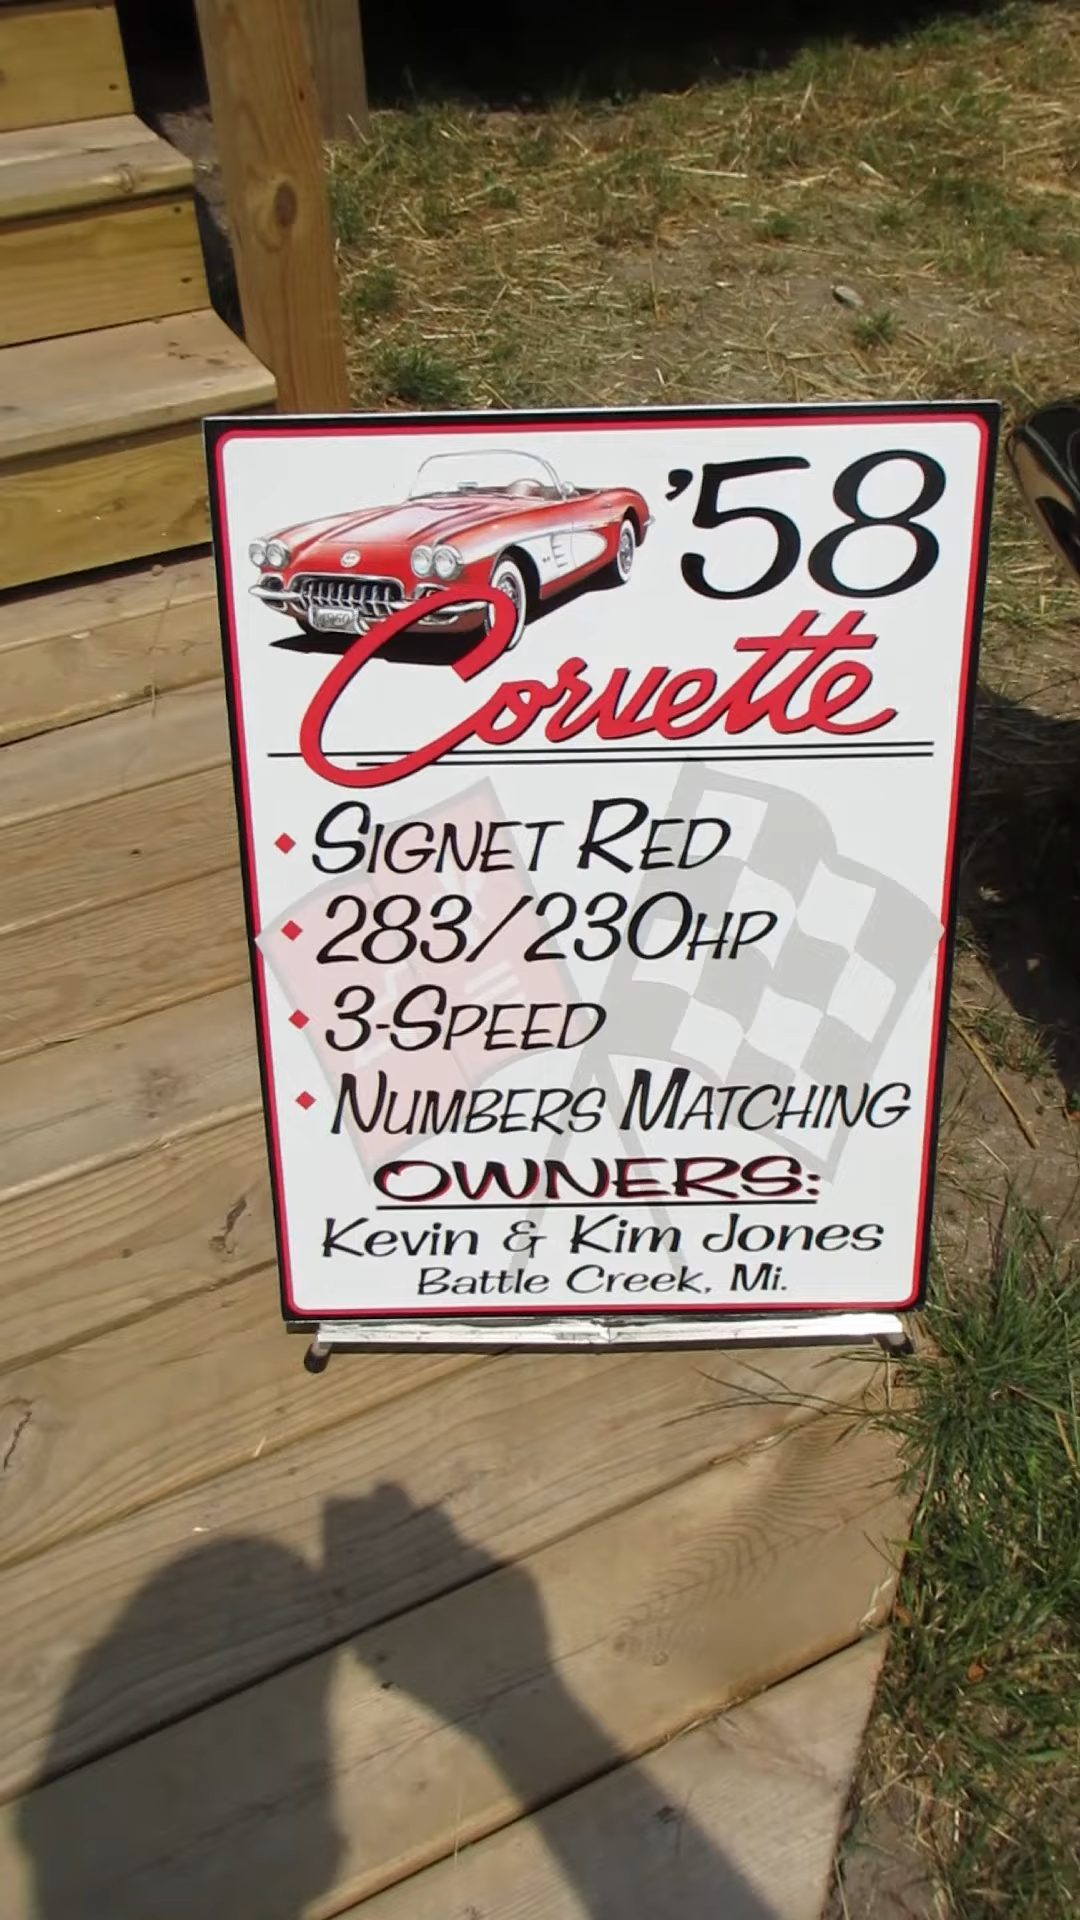 '58
Corvette
• SIGNET RED
• 283/230HP
• 3-SPEED
• NUMBERS MATCHING
OWNERS:
Kevin & Kim Jones
Battle Creek, Mi.